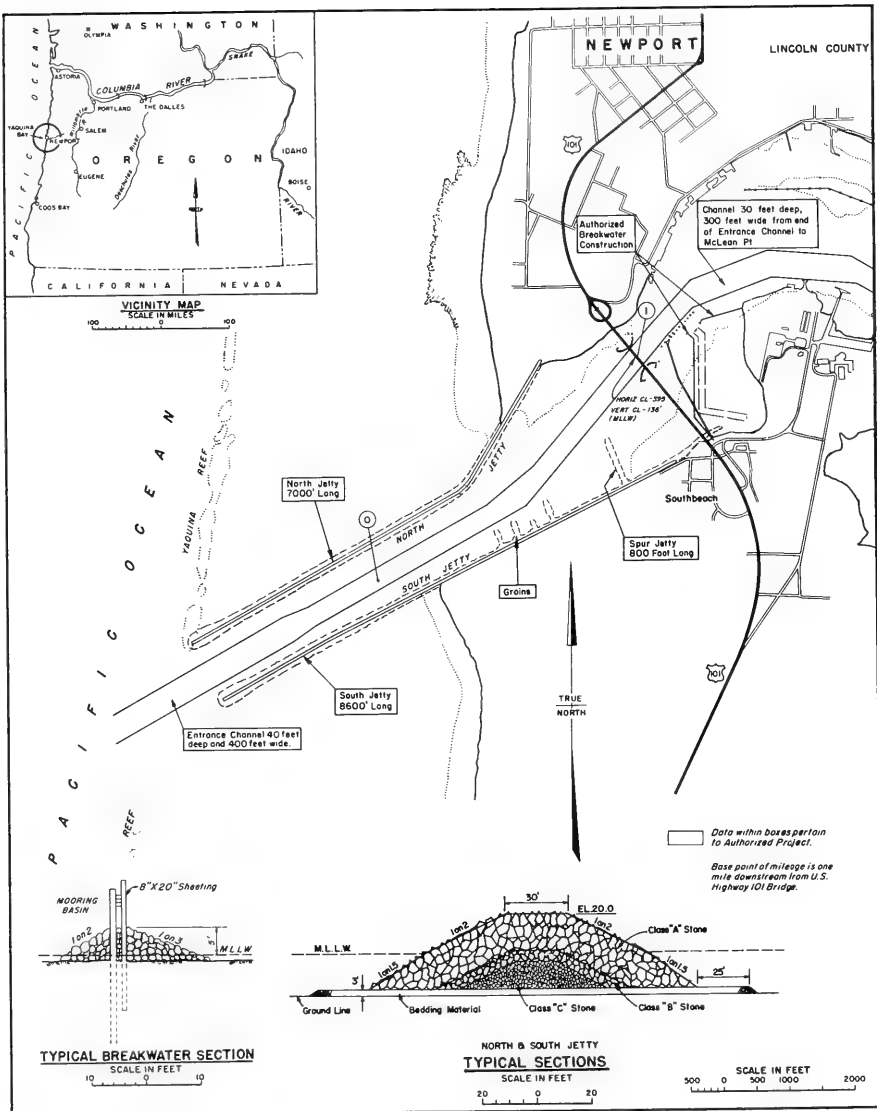 WASHINGTON
OLYMPIA
SNAKE
ASTORIA
COLUMBIA
RIVER
PORTLAND
THE DALLES
Willamette
R
YAQUINA
BAY
NEWPORT
SALEM
Deschutes River
IDAHO
OREGON
EUGENE
BOISE
RIVER
COOS BAY
PACIFIC OCEAN
CALIFORNIA
NEVADA
VICINITY MAP
SCALE IN MILES
100 0 100
NEWPORT
LINCOLN COUNTY
101
Authorized
Breakwater
Construction
Channel 30 feet deep,
300 feet wide from end
of Entrance Channel to
McLean Pt
1
HORIZ CL-395
VERT CL-136'
(MLLW)
PACIFIC OCEAN
YAQUINA REEF
North Jetty
7000' Long
0
NORTH JETTY
SOUTH JETTY
Southbeach
Spur Jetty
800 Foot Long
Groins
101
South Jetty
8600' Long
TRUE
NORTH
Entrance Channel 40 feet
deep and 400 feet wide.
REEF
Data within boxes pertain
to Authorized Project.
Base point of mileage is one
mile downstream from U.S.
Highway 101 Bridge.
8"X20" Sheeting
MOORING
BASIN
1 on 2
1 on 3
5'
MLLW
TYPICAL BREAKWATER SECTION
SCALE IN FEET
10 0 10
30'
EL.20.0
1 on 2
1 on 2
Class "A" Stone
M.L.L.W.
1 on 1.5
1 on 1.5
3'
25'
Ground Line
Bedding Material
Class "C" Stone
Class "B" Stone
NORTH & SOUTH JETTY
TYPICAL SECTIONS
SCALE IN FEET
20 0 20
SCALE IN FEET
500 0 500 1000 2000